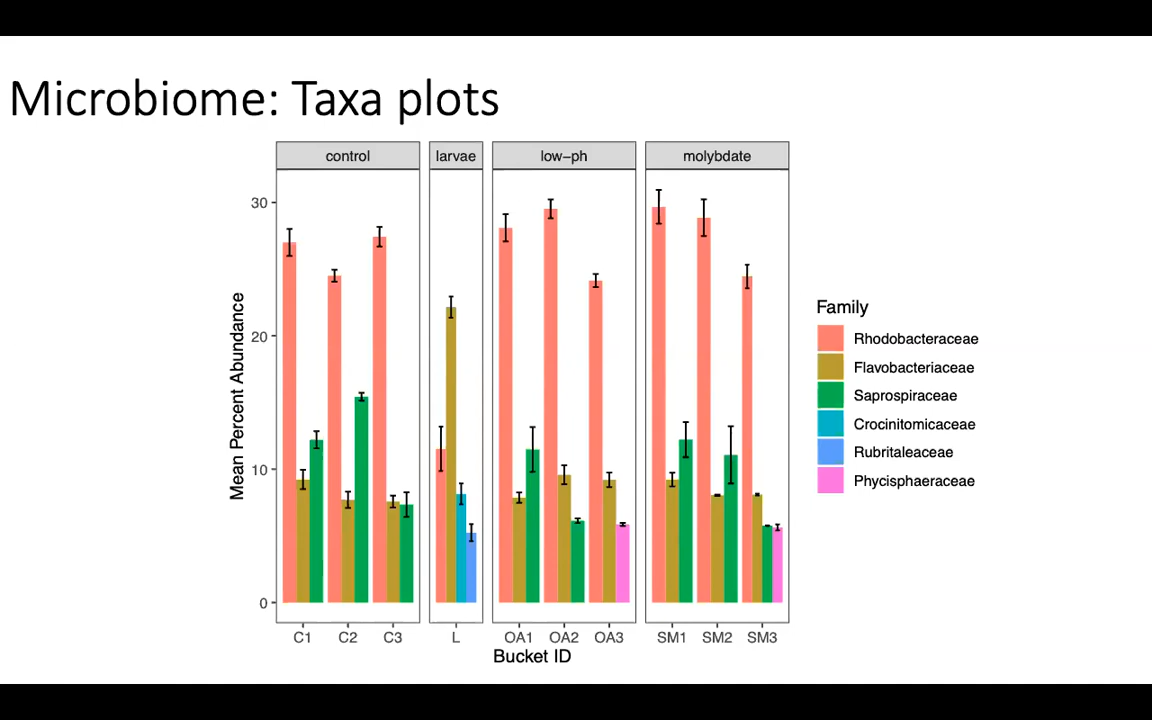 Microbiome: Taxa plots
control larvae low−ph molybdate
30
20
10
0
Mean Percent Abundance
C1 C2 C3 L OA1 OA2 OA3 SM1 SM2 SM3
Bucket ID
Family
Rhodobacteraceae
Flavobacteriaceae
Saprospiraceae
Crocinitomicaceae
Rubritaleaceae
Phycisphaeraceae